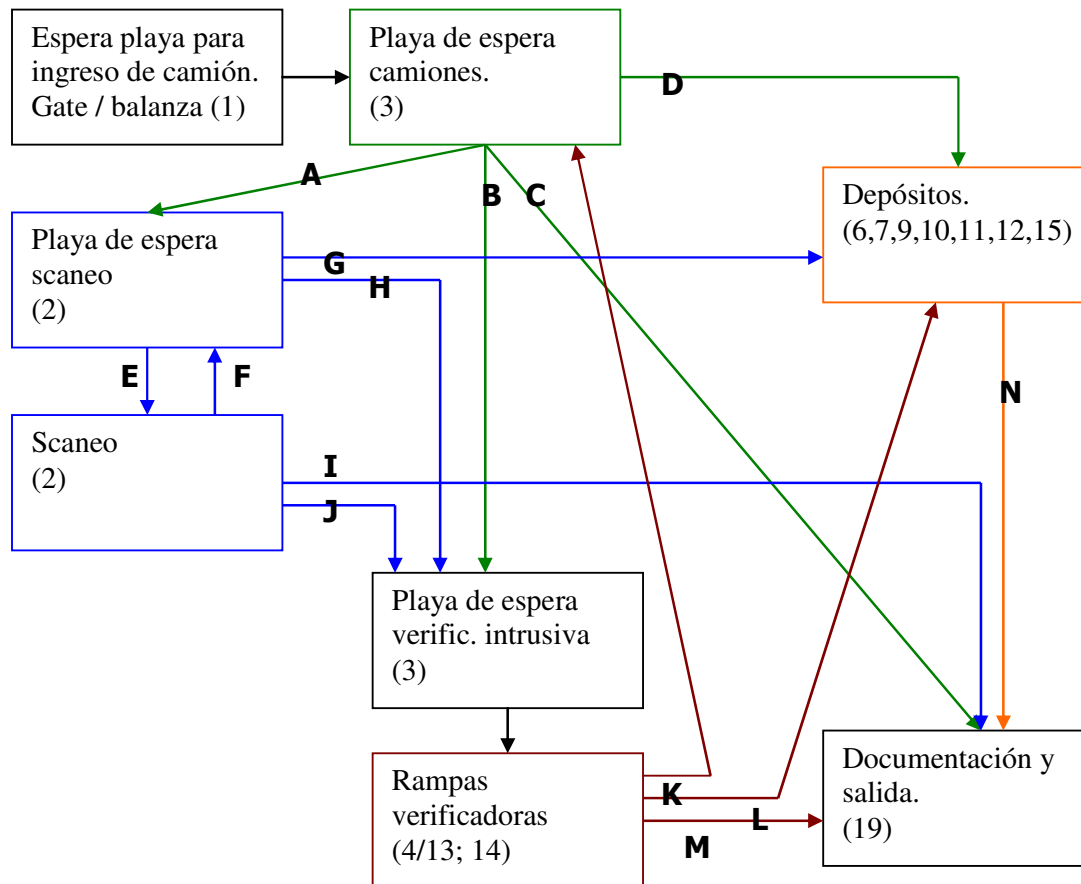 Espera playa para
ingreso de camión.
Gate / balanza (1)
Playa de espera
camiones.
(3)
D
A
B
C
Depósitos.
(6,7,9,10,11,12,15)
Playa de espera
scaneo
(2)
G
H
E
F
N
Scaneo
(2)
I
J
Playa de espera
verific. intrusiva
(3)
Rampas
verificadoras
(4/13; 14)
K
L
M
Documentación y
salida.
(19)